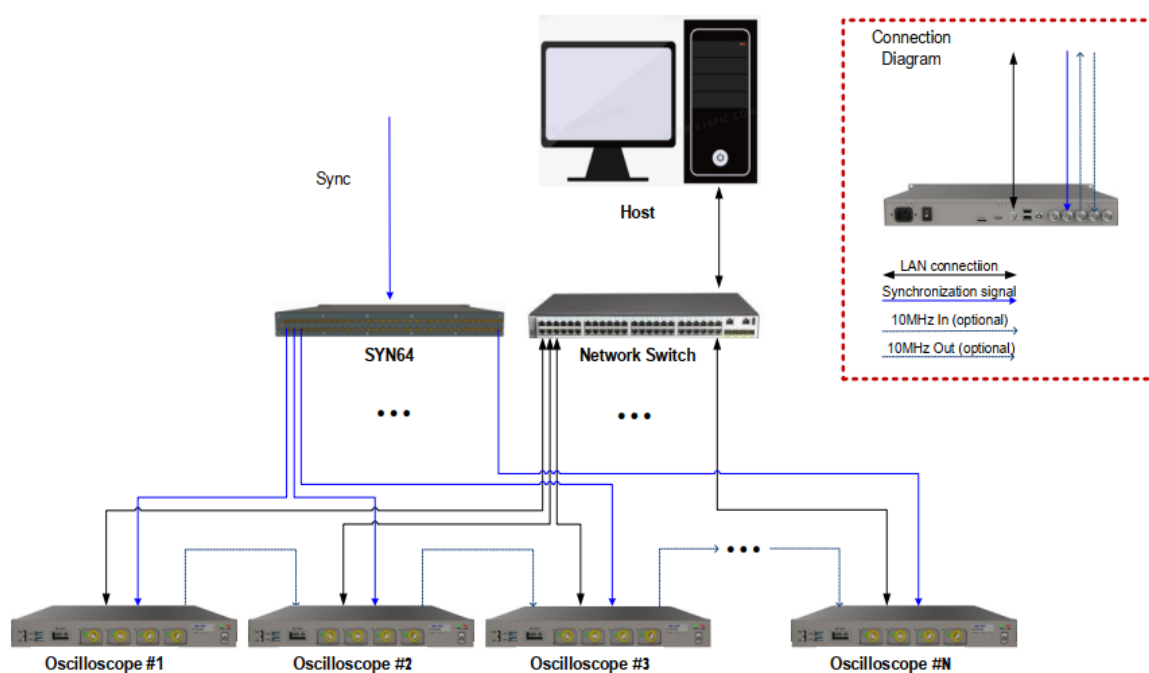 Connection
Diagram
Sync
Host
LAN connectiion
Synchronization signal
10MHz In (optional)
10MHz Out (optional)
SYN64
Network Switch
Oscilloscope #1
Oscilloscope #2
Oscilloscope #3
Oscilloscope #N